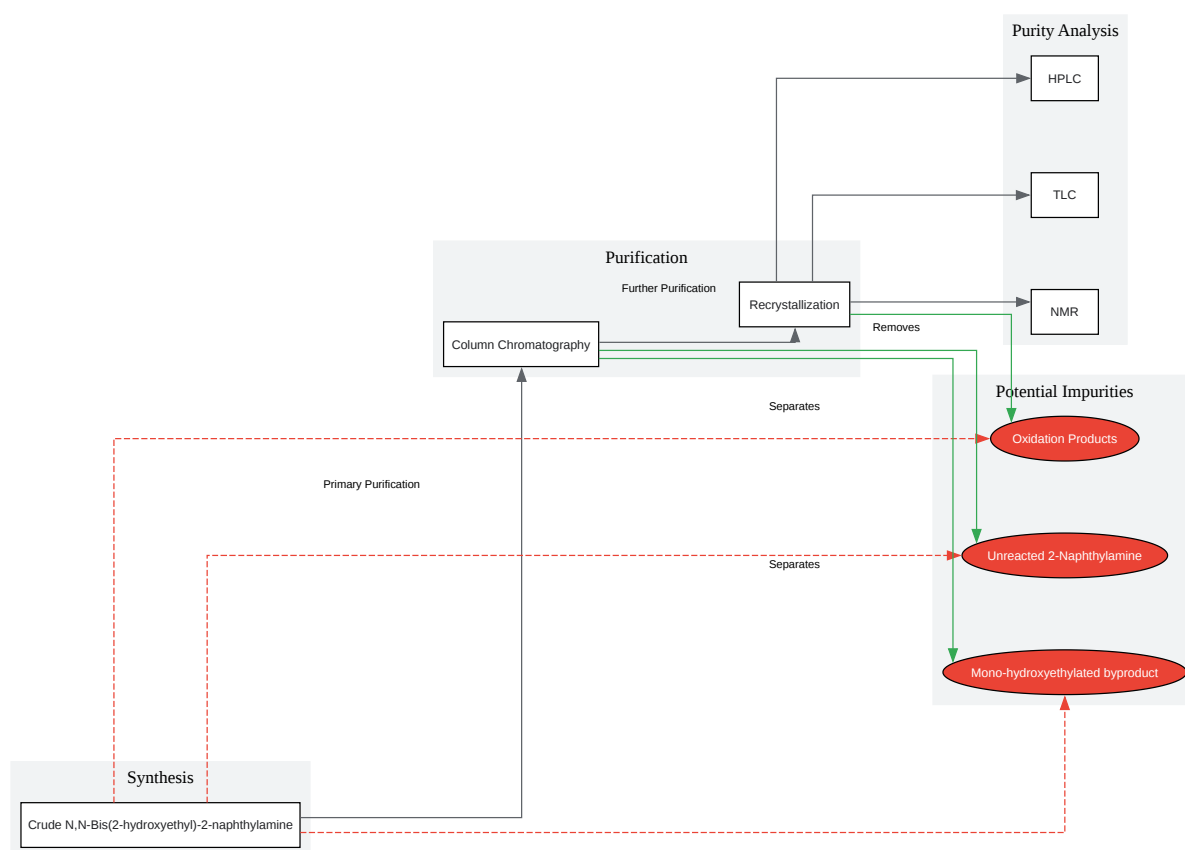 Purity Analysis
HPLC
TLC
Purification
Further Purification
Recrystallization
NMR
Removes
Column Chromatography
Potential Impurities
Separates
Oxidation Products
Primary Purification
Unreacted 2-Naphthylamine
Separates
Mono-hydroxyethylated byproduct
Synthesis
Crude N,N-Bis(2-hydroxyethyl)-2-naphthylamine